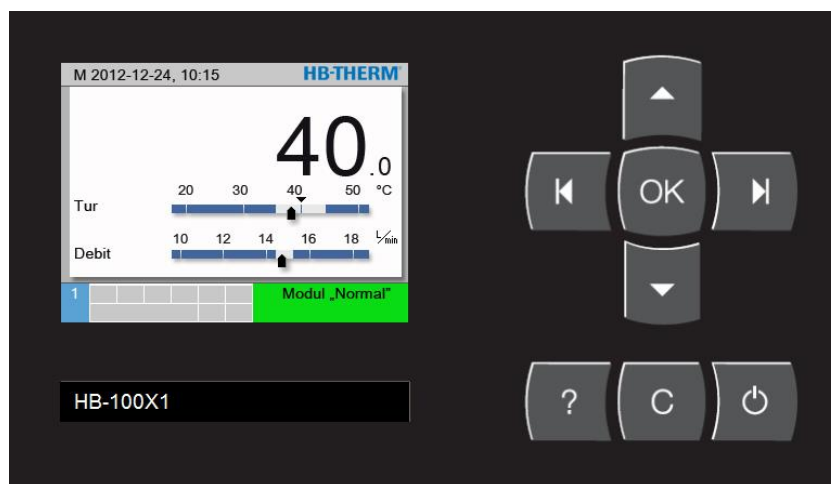 M 2012-12-24, 10:15 HB-THERM®
40.0
20 30 40 50 °C
Tur
10 12 14 16 18 L/min
Debit
1 Modul „Normal"
HB-100X1
OK
? C